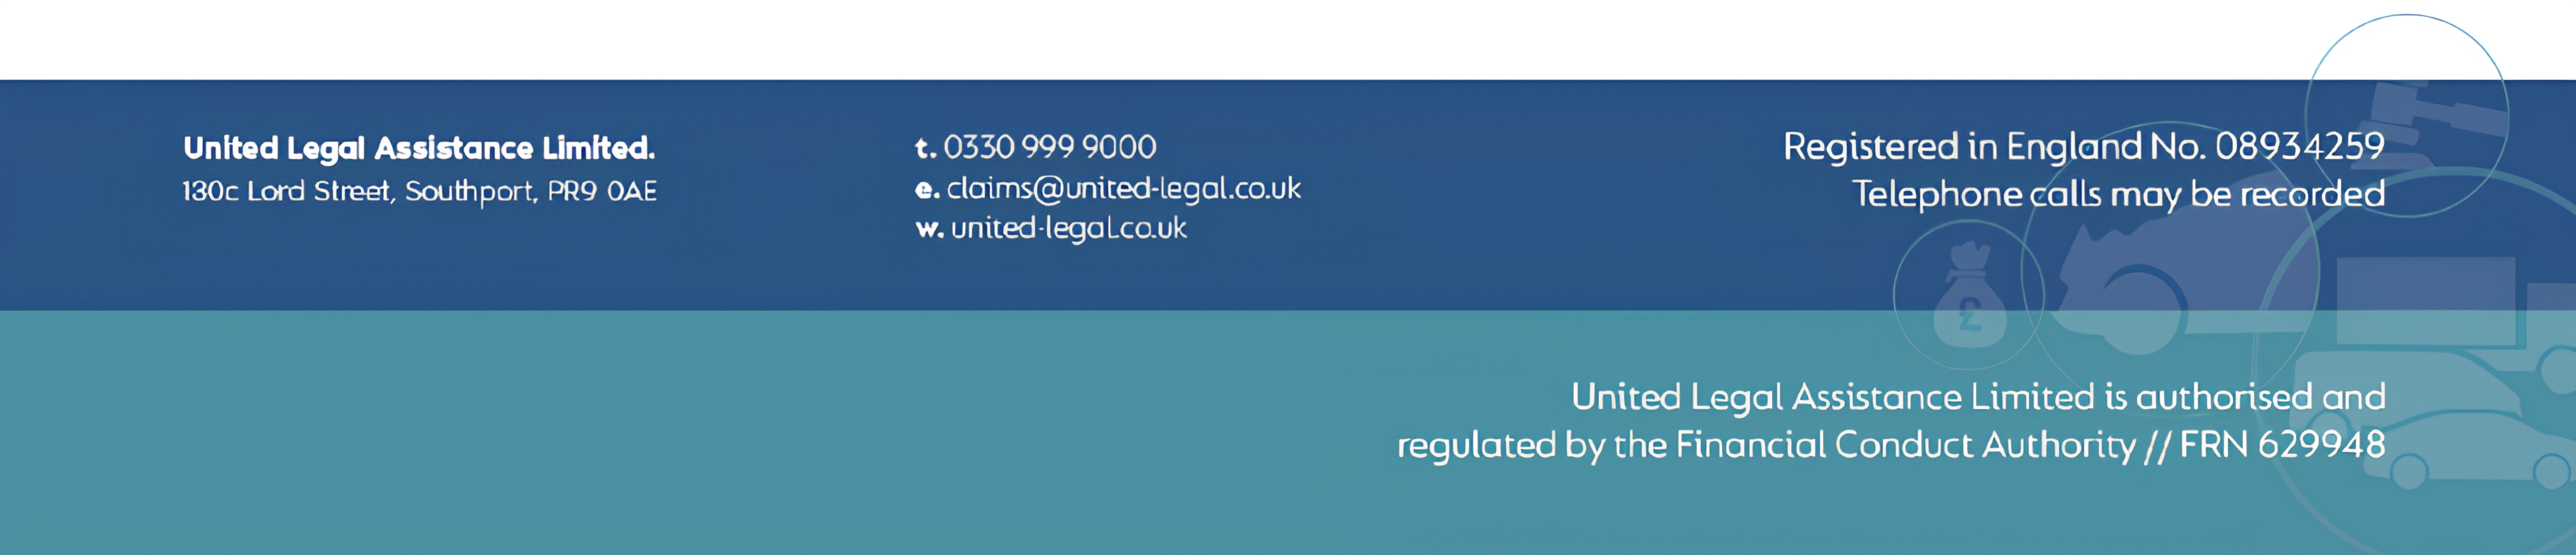 United Legal Assistance Limited.
130c Lord Street, Southport, PR9 0AE
t. 0330 999 9000
e. claims@united-legal.co.uk
w. united-legal.co.uk
Registered in England No. 08934259
Telephone calls may be recorded
£
United Legal Assistance Limited is authorised and
regulated by the Financial Conduct Authority // FRN 629948